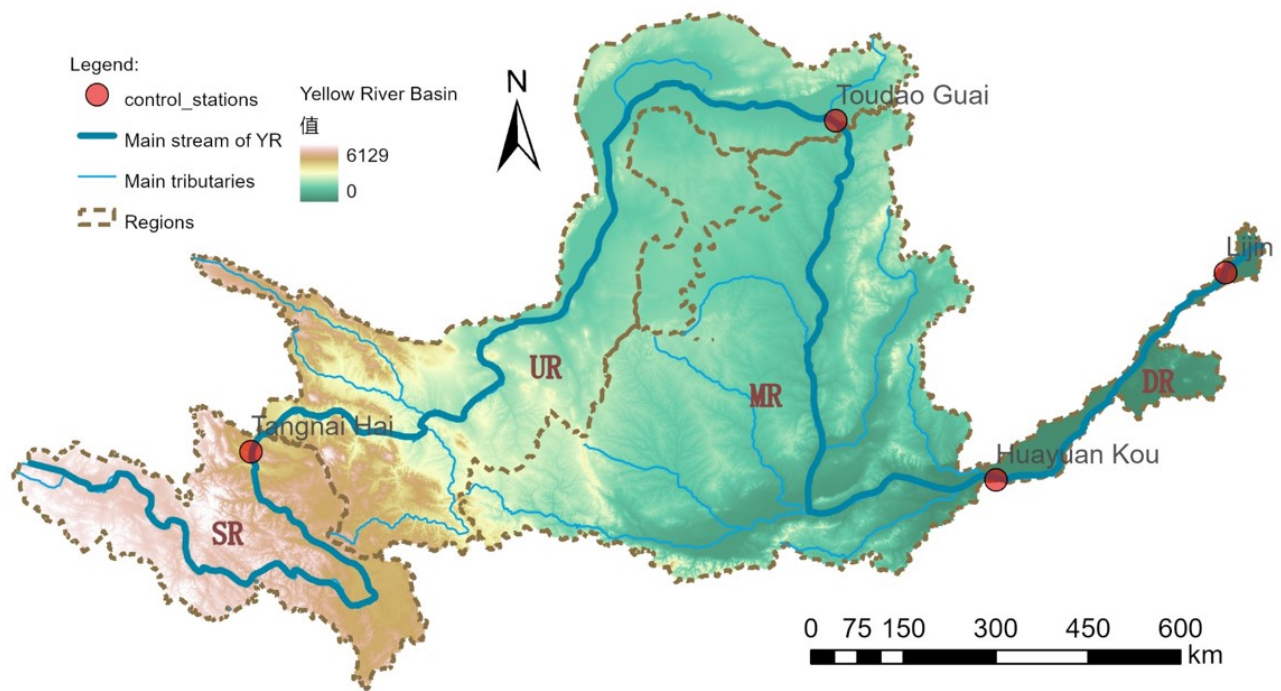 Legend:
control_stations
Main stream of YR
Main tributaries
Regions
Yellow River Basin
值
6129
0
N
Toudao Guai
Lijin
UR
MR
DR
Tangnai Hai
Huayuan Kou
SR
0 75 150 300 450 600
km